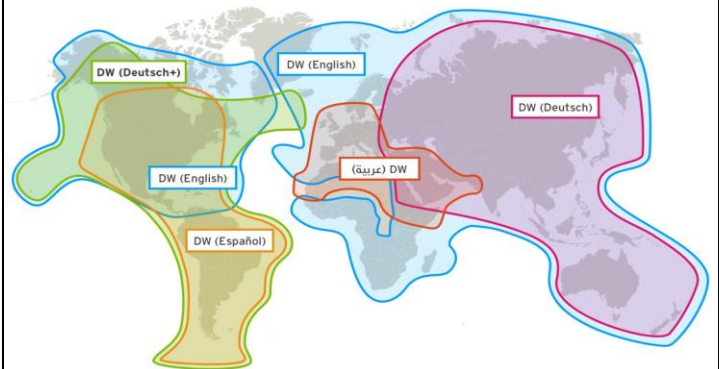 DW (English)
DW (Deutsch+)
DW (Deutsch)
DW (عربية)
DW (English)
DW (Español)